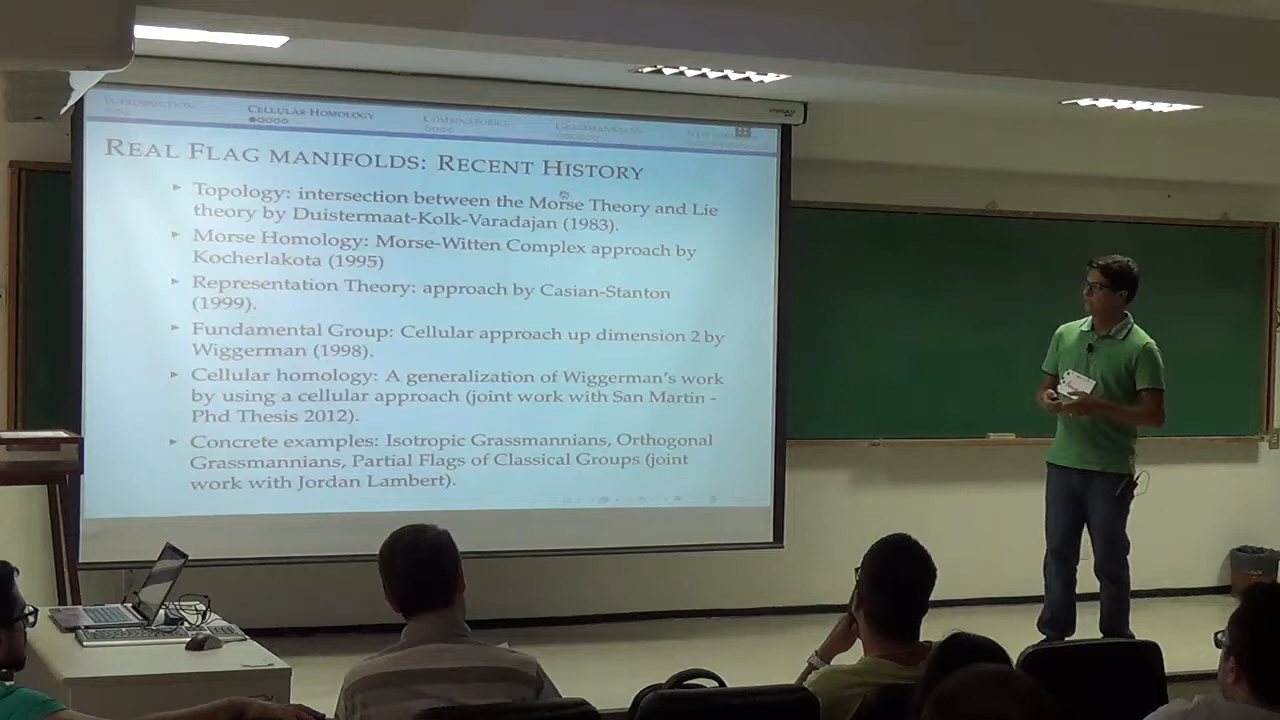 INTRODUCTION CELLULAR HOMOLOGY COMBINATORICS GRASSMANNIANS
REAL FLAG MANIFOLDS: RECENT HISTORY
Topology: intersection between the Morse Theory and Lie
theory by Duistermaat-Kolk-Varadajan (1983).
Morse Homology: Morse-Witten Complex approach by
Kocherlakota (1995)
Representation Theory: approach by Casian-Stanton
(1999).
Fundamental Group: Cellular approach up dimension 2 by
Wiggerman (1998).
Cellular homology: A generalization of Wiggerman's work
by using a cellular approach (joint work with San Martin -
Phd Thesis 2012).
Concrete examples: Isotropic Grassmannians, Orthogonal
Grassmannians, Partial Flags of Classical Groups (joint
work with Jordan Lambert).